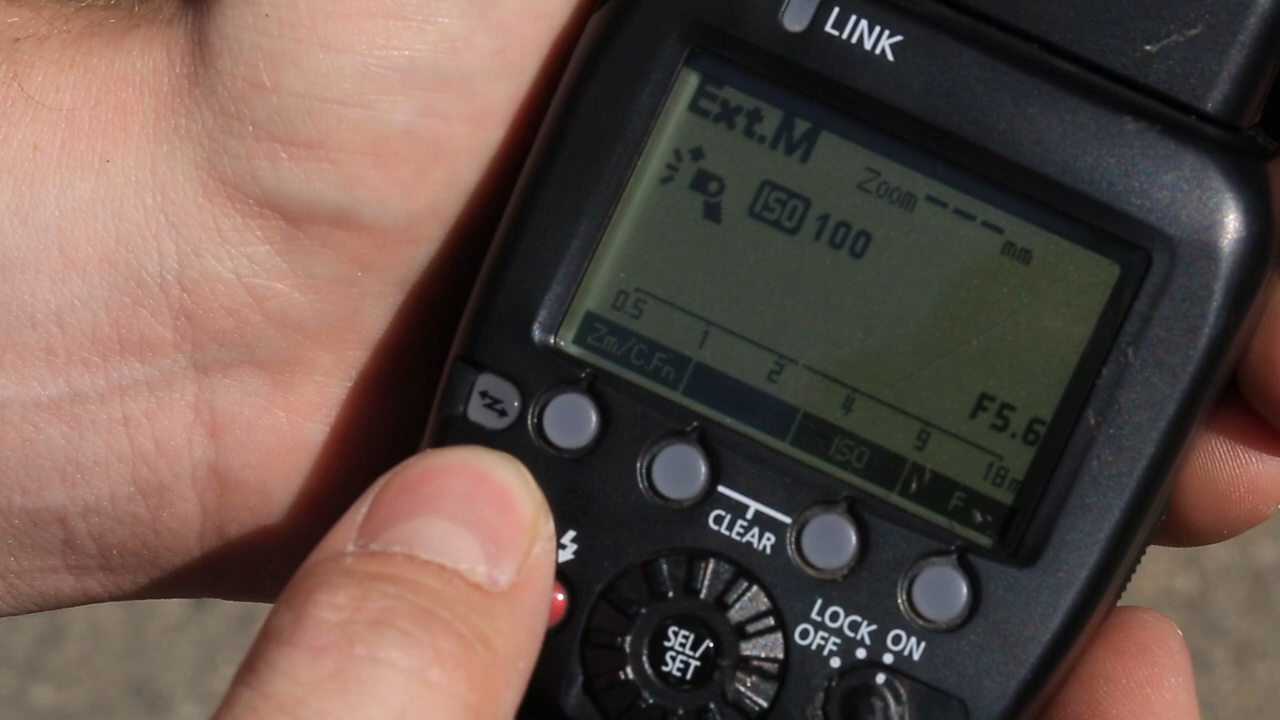 LINK
Ext.M
Zoom --- mm
ISO 100
0.5 1 2 4 9 18m
F5.6
Zm/C.Fn ISO F
CLEAR
LOCK
OFF ON
SEL/
SET